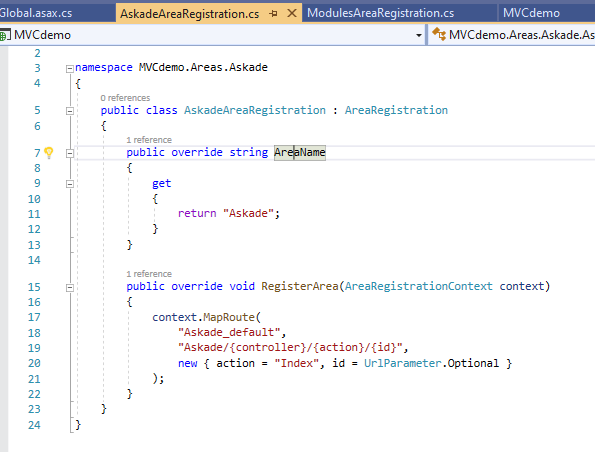 Global.asax.cs AskadeAreaRegistration.cs ModulesAreaRegistration.cs MVCdemo
MVCdemo MVCdemo.Areas.Askade.As
2
3 namespace MVCdemo.Areas.Askade
4 {
0 references
5 public class AskadeAreaRegistration : AreaRegistration
6 {
1 reference
7 public override string AreaName
8 {
9 get
10 {
11 return "Askade";
12 }
13 }
14
1 reference
15 public override void RegisterArea(AreaRegistrationContext context)
16 {
17 context.MapRoute(
18 "Askade_default",
19 "Askade/{controller}/{action}/{id}",
20 new { action = "Index", id = UrlParameter.Optional }
21 );
22 }
23 }
24 }